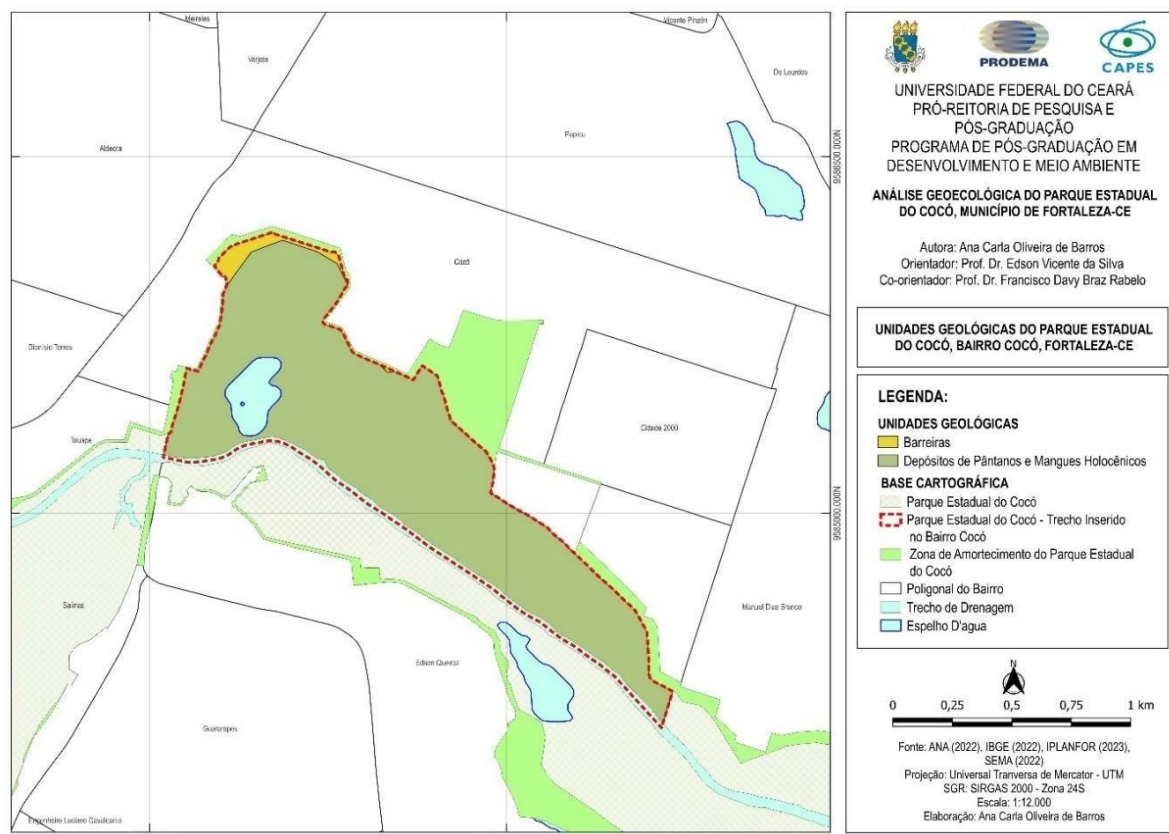 Meireles
Vicente Pinzón
Varjota
De Lourdes
Papicu
Aldeota
9586500.000N
Cocó
Dionísio Torres
Cidade 2000
Tauape
9585000.000N
Salinas
Manuel Dias Branco
Edson Queiroz
Guararapes
Engenheiro Luciano Cavalcante
PRODEMA
CAPES
UNIVERSIDADE FEDERAL DO CEARÁ
PRÓ-REITORIA DE PESQUISA E
PÓS-GRADUAÇÃO
PROGRAMA DE PÓS-GRADUAÇÃO EM
DESENVOLVIMENTO E MEIO AMBIENTE
ANÁLISE GEOECOLÓGICA DO PARQUE ESTADUAL
DO COCÓ, MUNICÍPIO DE FORTALEZA-CE
Autora: Ana Carla Oliveira de Barros
Orientador: Prof. Dr. Edson Vicente da Silva
Co-orientador: Prof. Dr. Francisco Davy Braz Rabelo
UNIDADES GEOLÓGICAS DO PARQUE ESTADUAL
DO COCÓ, BAIRRO COCÓ, FORTALEZA-CE
LEGENDA:
UNIDADES GEOLÓGICAS
Barreiras
Depósitos de Pântanos e Mangues Holocênicos
BASE CARTOGRÁFICA
Parque Estadual do Cocó
Parque Estadual do Cocó - Trecho Inserido
no Bairro Cocó
Zona de Amortecimento do Parque Estadual
do Cocó
Poligonal do Bairro
Trecho de Drenagem
Espelho D'agua
N
0 0,25 0,5 0,75 1 km
Fonte: ANA (2022), IBGE (2022), IPLANFOR (2023),
SEMA (2022)
Projeção: Universal Tranversa de Mercator - UTM
SGR: SIRGAS 2000 - Zona 24S
Escala: 1:12.000
Elaboração: Ana Carla Oliveira de Barros